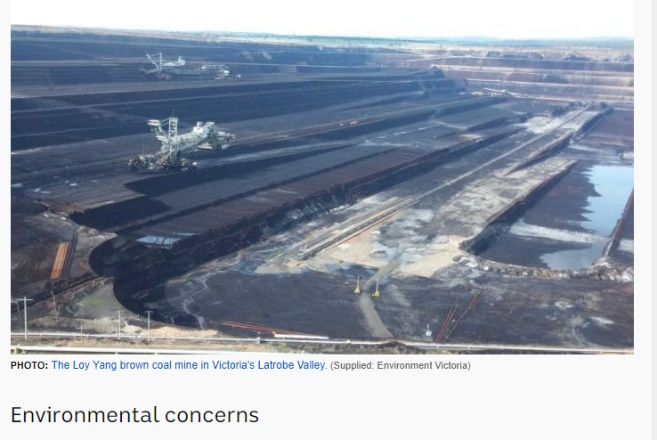 PHOTO: The Loy Yang brown coal mine in Victoria's Latrobe Valley. (Supplied: Environment Victoria)
Environmental concerns